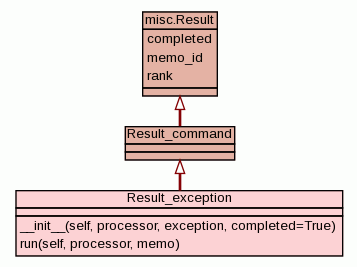 misc.Result
completed
memo_id
rank
Result_command
Result_exception
__init__(self, processor, exception, completed=True)
run(self, processor, memo)